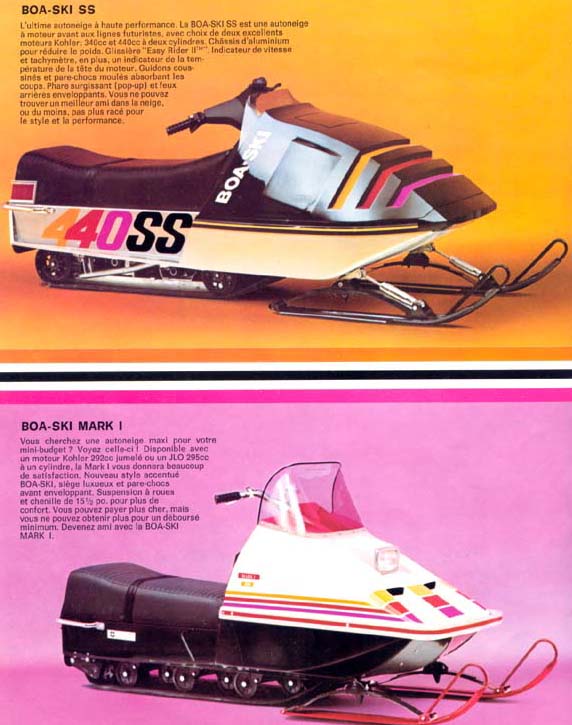 BOA-SKI SS
L'ultime autoneige à haute performance. La BOA-SKI SS est une autoneige
à moteur avant aux lignes futuristes, avec choix de deux excellents
moteurs Kohler: 340cc et 440cc à deux cylindres. Châssis d'aluminium
pour réduire le poids. Glissière "Easy Rider II™". Indicateur de vitesse
et tachymètre, en plus, un indicateur de la tem-
pérature de la tête du moteur. Guidons cous-
sinés et pare-chocs moulés absorbant les
coups. Phare surgissant (pop-up) et feux
arrières enveloppants. Vous ne pouvez
trouver un meilleur ami dans la neige,
ou du moins, pas plus racé pour
le style et la performance.
BOA-SKI
440SS
BOA-SKI MARK I
Vous cherchez une autoneige maxi pour votre
mini-budget ? Voyez celle-ci ! Disponible avec
un moteur Kohler 292cc jumelé ou un JLO 295cc
à un cylindre, la Mark I vous donnera beaucoup
de satisfaction. Nouveau style accentué
BOA-SKI, siège luxueux et pare-chocs
avant enveloppant. Suspension à roues
et chenille de 15½ po. pour plus de
confort. Vous pouvez payer plus cher, mais
vous ne pouvez obtenir plus pour un déboursé
minimum. Devenez ami avec la BOA-SKI
MARK I.